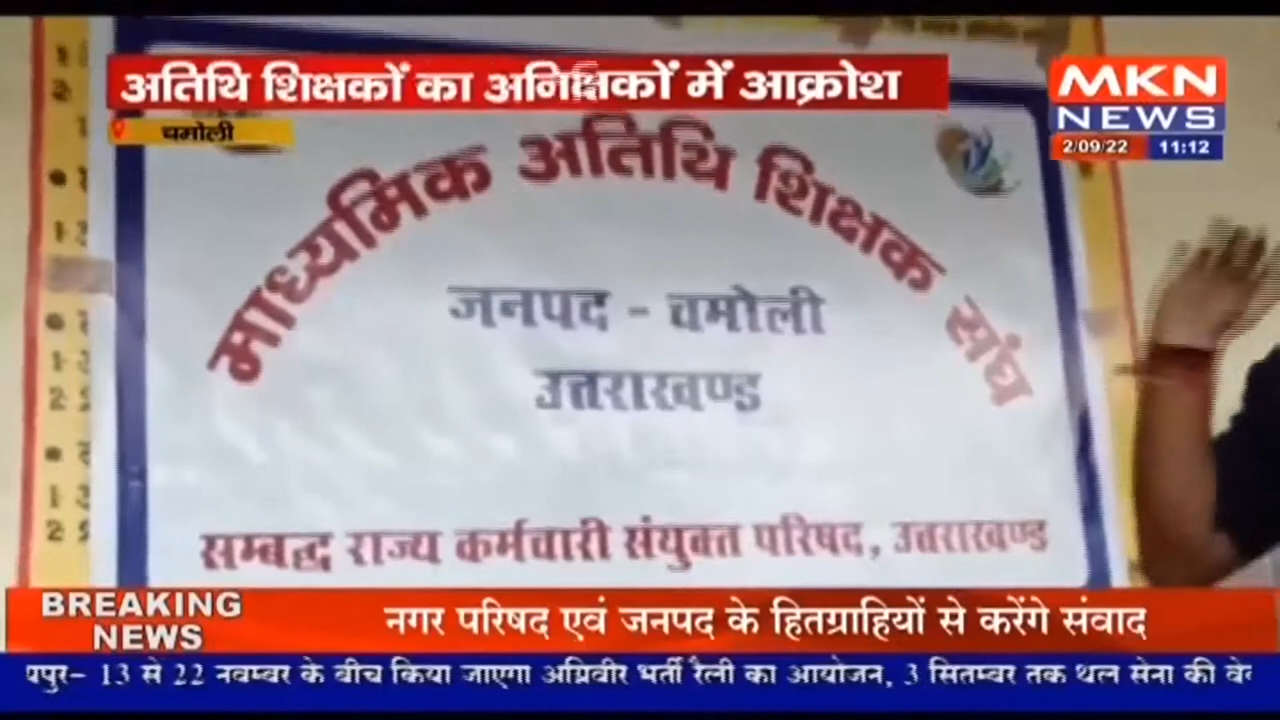 अतिथि शिक्षकों का
में आक्रोश
MKN
NEWS
चमोली
2/09/22 11:12
माध्यमिक अतिथि शिक्षक संघ
जनपद - चमोली
उत्तराखण्ड
सम्बद्ध राज्य कर्मचारी संयुक्त परिषद, उत्तराखण्ड
BREAKING
NEWS
नगर परिषद एवं जनपद के हितग्राहियों से करेंगे संवाद
13 से 22 नवम्बर के बीच किया जाएगा अग्निवीर भर्ती रैली का आयोजन, 3 सितम्बर तक थल सेना की